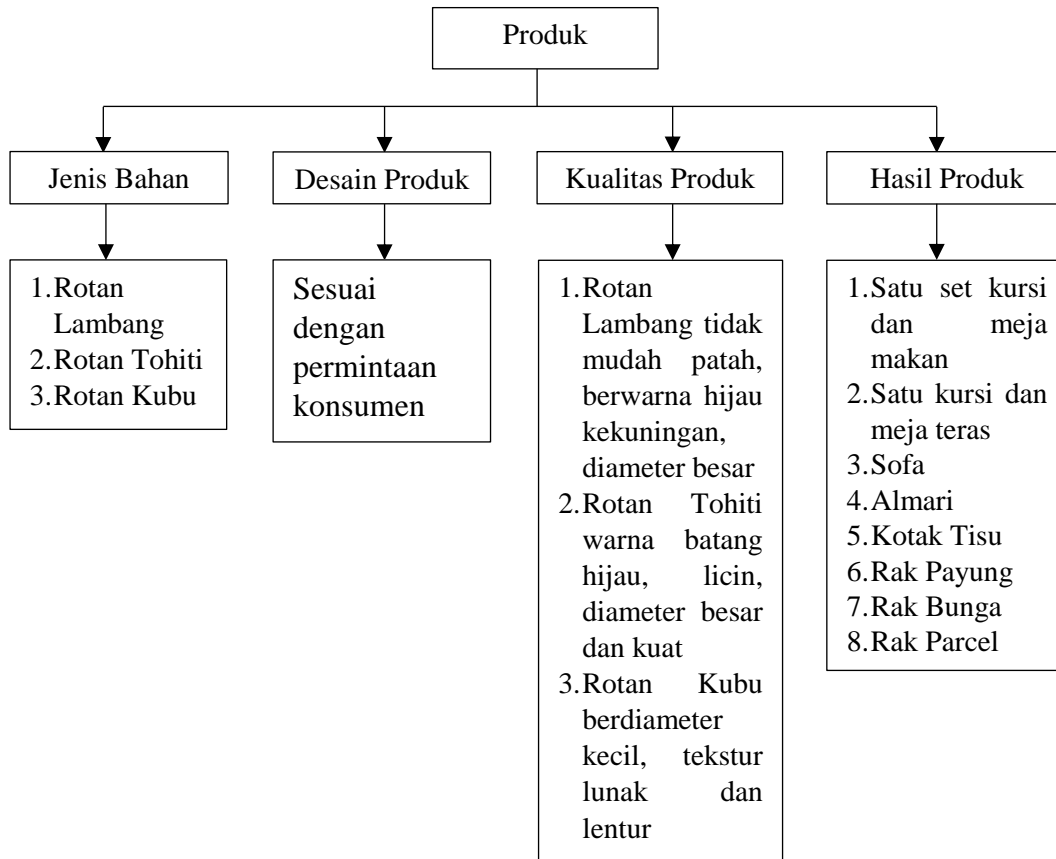 Produk
Jenis Bahan
Desain Produk
Kualitas Produk
Hasil Produk
1.Rotan
Lambang
2.Rotan Tohiti
3.Rotan Kubu
Sesuai
dengan
permintaan
konsumen
1.Rotan
Lambang tidak
mudah patah,
berwarna hijau
kekuningan,
diameter besar
2.Rotan Tohiti
warna batang
hijau, licin,
diameter besar
dan kuat
3.Rotan Kubu
berdiameter
kecil, tekstur
lunak dan
lentur
1.Satu set kursi
dan meja
makan
2.Satu kursi dan
meja teras
3.Sofa
4.Almari
5.Kotak Tisu
6.Rak Payung
7.Rak Bunga
8.Rak Parcel